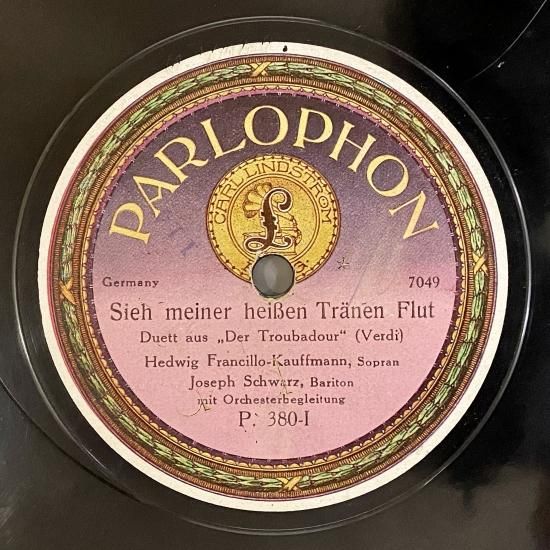 PARLOPHON
CARL LINDSTRÖM
£
Germany
7049
Sieh meiner heißen Tränen Flut
Duett aus „Der Troubadour“ (Verdi)
Hedwig Francillo-Kauffmann, Sopran
Joseph Schwarz, Bariton
mit Orchesterbegleitung
P. 380-I